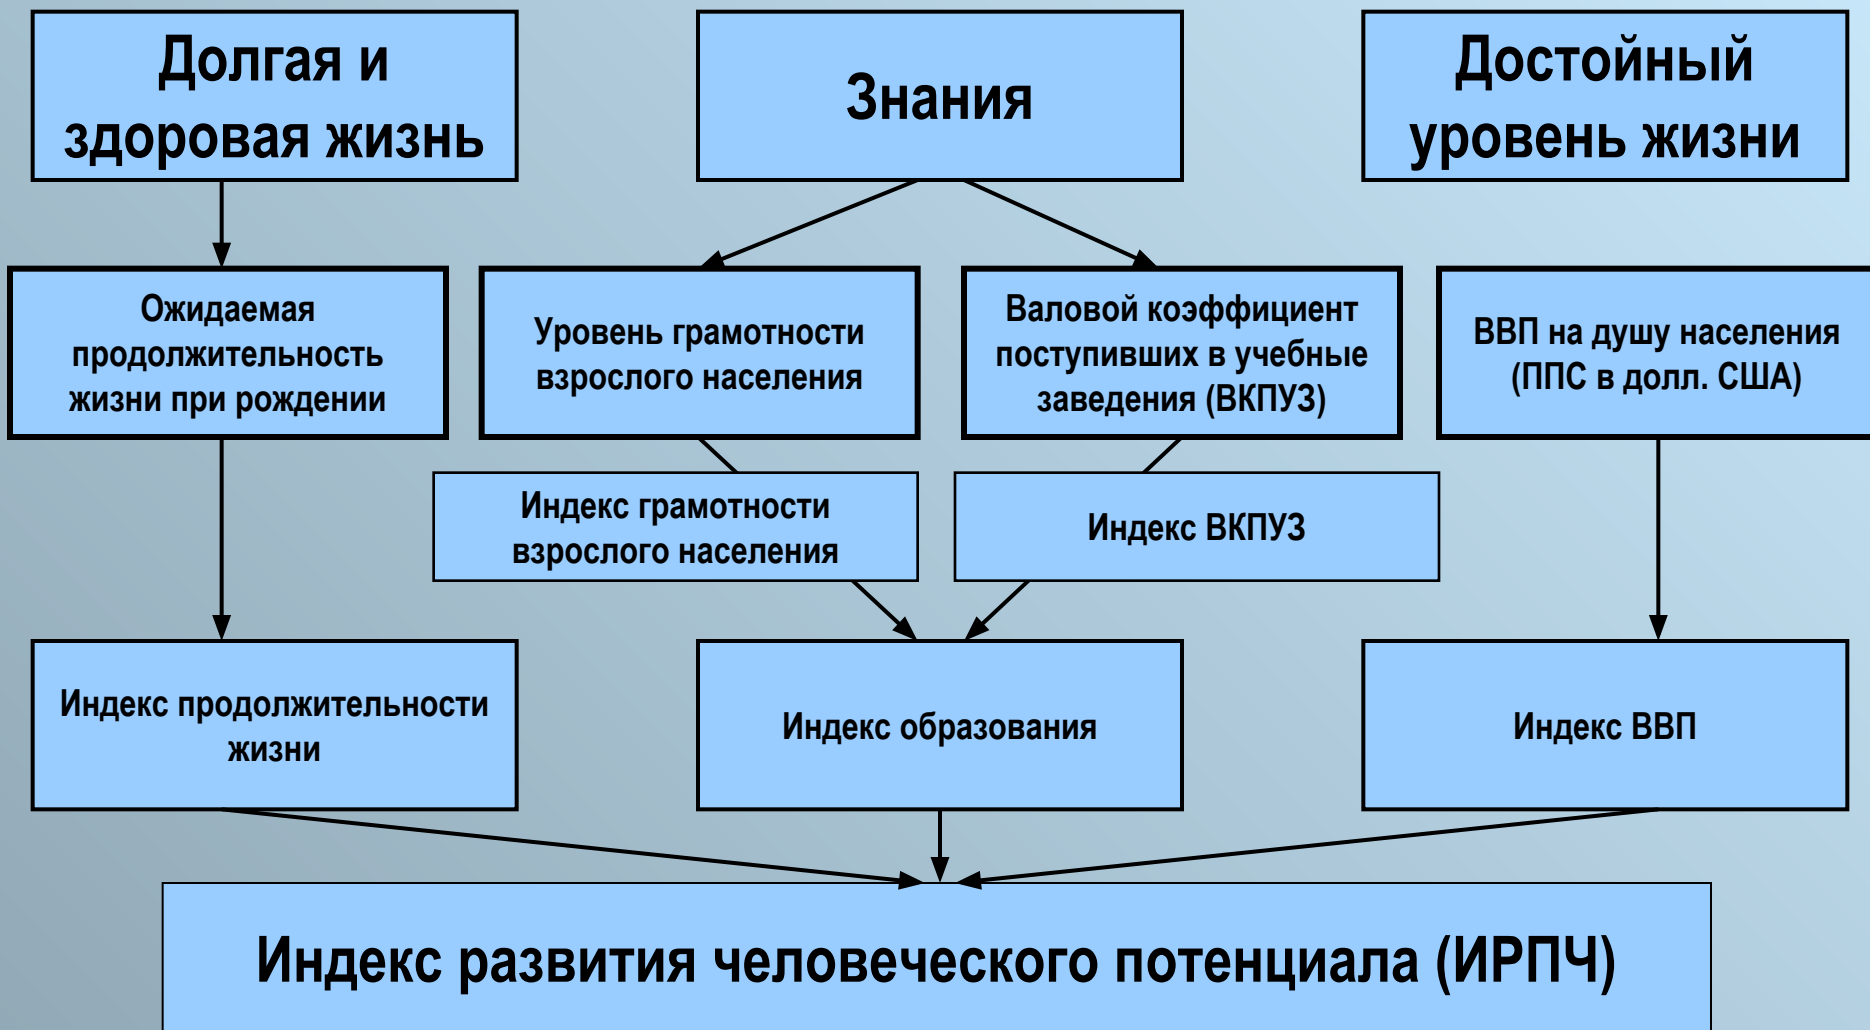 Долгая и
здоровая жизнь
Знания
Достойный
уровень жизни
Ожидаемая
продолжительность
жизни при рождении
Уровень грамотности
взрослого населения
Валовой коэффициент
поступивших в учебные
заведения (ВКПУЗ)
ВВП на душу населения
(ППС в долл. США)
Индекс грамотности
взрослого населения
Индекс ВКПУЗ
Индекс продолжительности
жизни
Индекс образования
Индекс ВВП
Индекс развития человеческого потенциала (ИРПЧ)